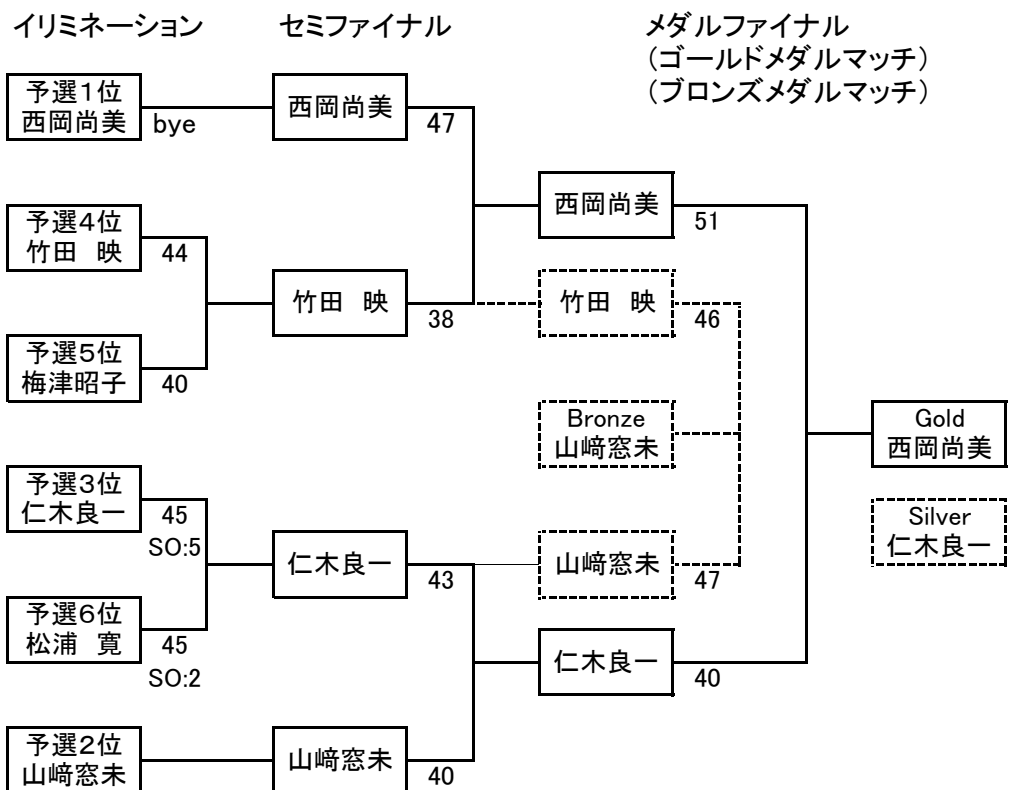 イリミネーション
セミファイナル
メダルファイナル
（ゴールドメダルマッチ）
（ブロンズメダルマッチ）
予選1位
西岡尚美
bye
西岡尚美
47
西岡尚美
51
予選4位
竹田　映
44
竹田　映
38
竹田　映
46
予選5位
梅津昭子
40
Bronze
山﨑窓未
Gold
西岡尚美
Silver
仁木良一
予選3位
仁木良一
45
SO:5
仁木良一
43
山﨑窓未
47
予選6位
松浦　寛
45
SO:2
仁木良一
40
予選2位
山﨑窓未
山﨑窓未
40